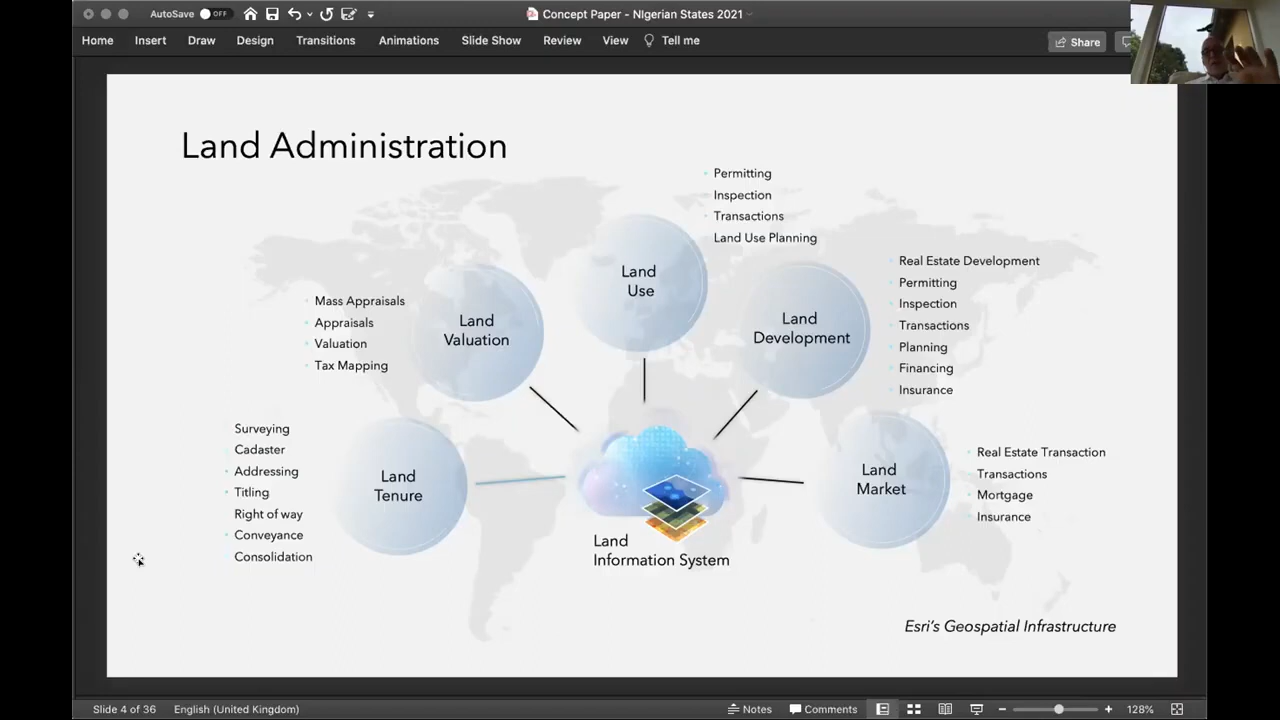 AutoSave OFF
Concept Paper - NIgerian States 2021
Home Insert Draw Design Transitions Animations Slide Show Review View Tell me Share
Land Administration
Permitting
Inspection
Transactions
Land Use Planning
Land
Use
Real Estate Development
Permitting
Inspection
Transactions
Planning
Financing
Insurance
Land
Development
Mass Appraisals
Appraisals
Valuation
Tax Mapping
Land
Valuation
Surveying
Cadaster
Addressing
Titling
Right of way
Conveyance
Consolidation
Land
Tenure
Land
Market
Real Estate Transaction
Transactions
Mortgage
Insurance
Land
Information System
Esri's Geospatial Infrastructure
Slide 4 of 36 English (United Kingdom) Notes Comments 128%